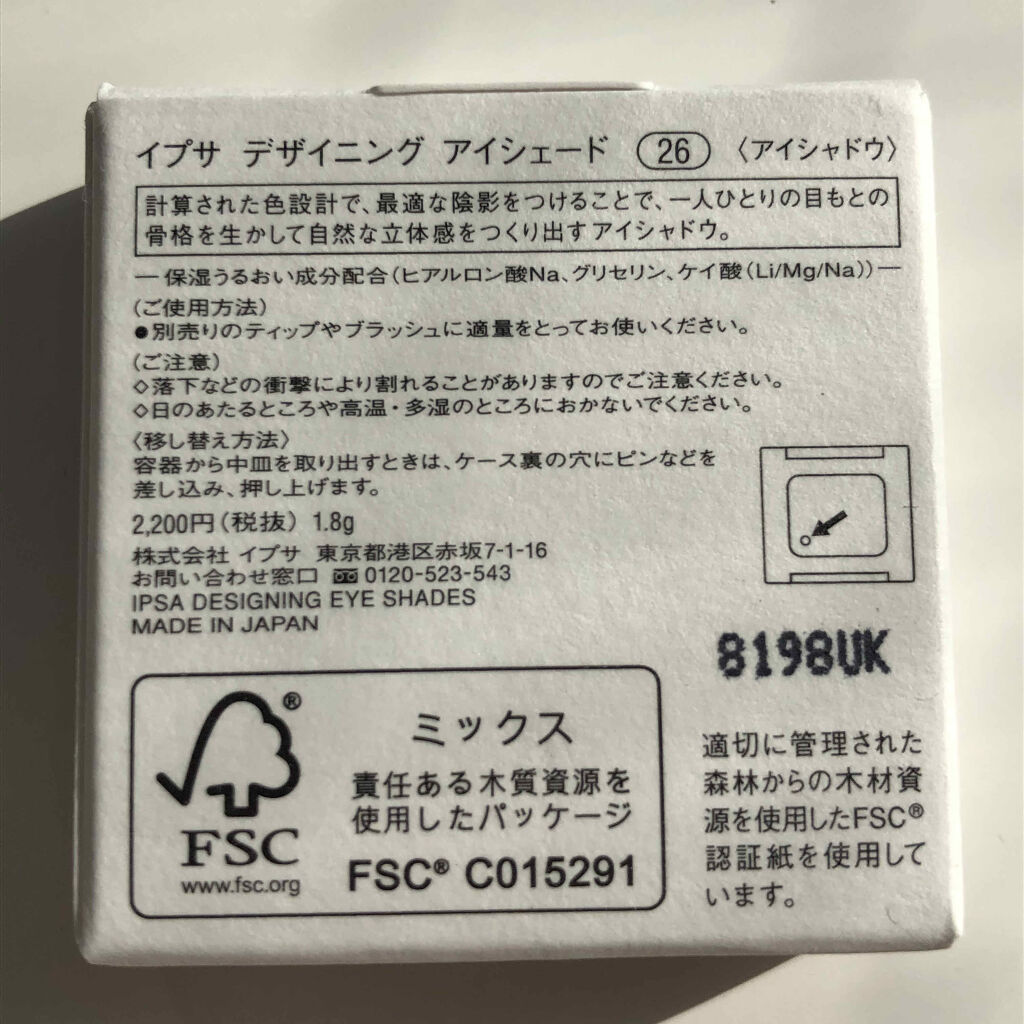 イプサ デザイニング アイシェード 26 〈アイシャドウ〉
計算された色設計で、最適な陰影をつけることで、一人ひとりの目もとの
骨格を生かして自然な立体感をつくり出すアイシャドウ。
― 保湿うるおい成分配合(ヒアルロン酸Na、グリセリン、ケイ酸(Li/Mg/Na))―
(ご使用方法)
●別売りのティップやブラッシュに適量をとってお使いください。
(ご注意)
◇落下などの衝撃により割れることがありますのでご注意ください。
◇日のあたるところや高温・多湿のところにおかないでください。
〈移し替え方法〉
容器から中皿を取り出すときは、ケース裏の穴にピンなどを
差し込み、押し上げます。
2,200円(税抜) 1.8g
株式会社 イプサ 東京都港区赤坂7-1-16
お問い合わせ窓口 0120-523-543
IPSA DESIGNING EYE SHADES
MADE IN JAPAN
8198UK
®
FSC
www.fsc.org
ミックス
責任ある木質資源を
使用したパッケージ
FSC® C015291
適切に管理された
森林からの木材資
源を使用したFSC®
認証紙を使用して
います。